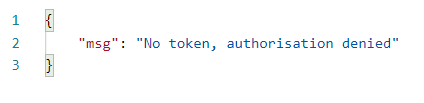 1 {
2 "msg": "No token, authorisation denied"
3 }